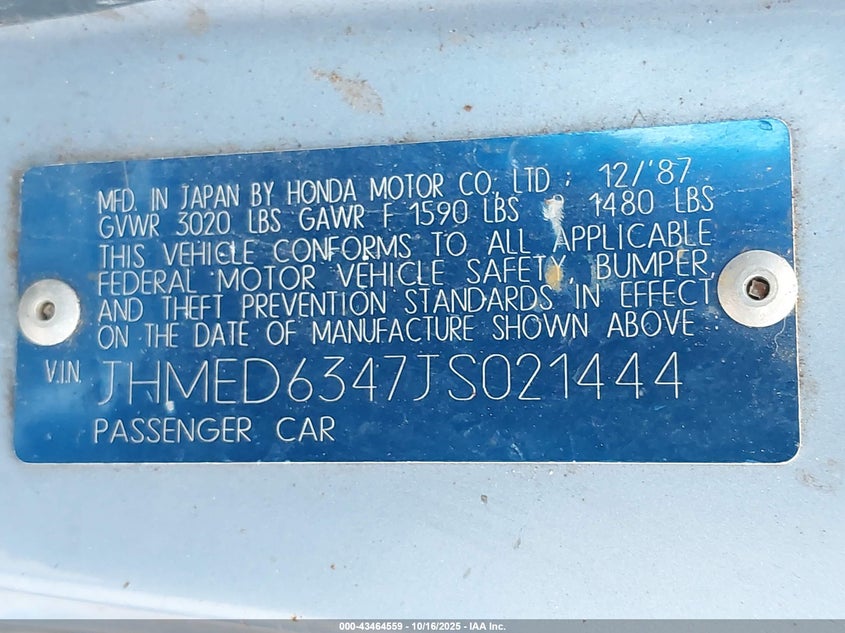 MFD. IN JAPAN BY HONDA MOTOR CO., LTD. 12/'87
GVWR 3020 LBS GAWR F 1590 LBS 1480 LBS
THIS VEHICLE CONFORMS TO ALL APPLICABLE
FEDERAL MOTOR VEHICLE SAFETY, BUMPER,
AND THEFT PREVENTION STANDARDS IN EFFECT
ON THE DATE OF MANUFACTURE SHOWN ABOVE
V.I.N. JHMED6347JS021444
PASSENGER CAR
000-43464559 - 10/16/2025 - IAA Inc.